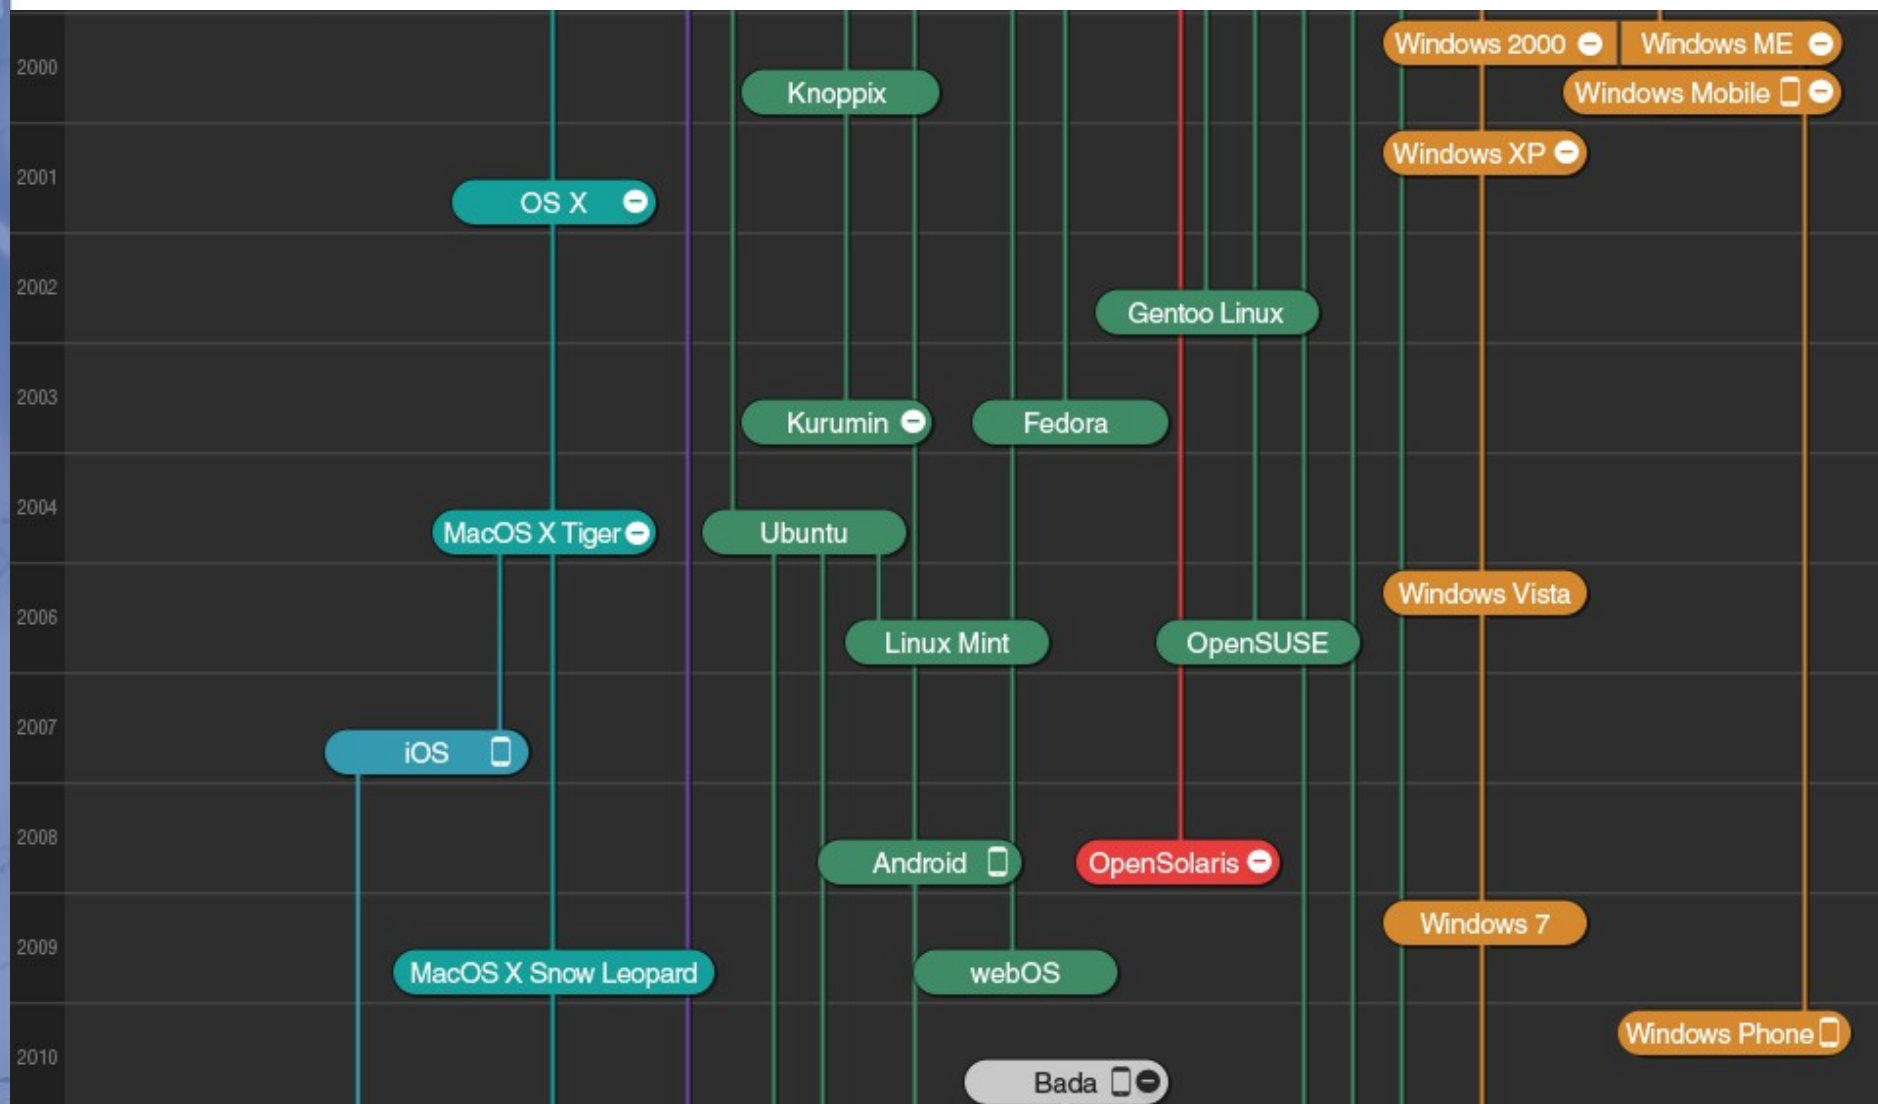 Windows 2000 Windows ME
2000
Knoppix Windows Mobile
Windows XP
2001
OS X
2002
Gentoo Linux
2003
Kurumin Fedora
2004
MacOS X Tiger Ubuntu
Windows Vista
2006
Linux Mint OpenSUSE
2007
iOS
2008
Android OpenSolaris
Windows 7
2009
MacOS X Snow Leopard webOS
Windows Phone
2010
Bada